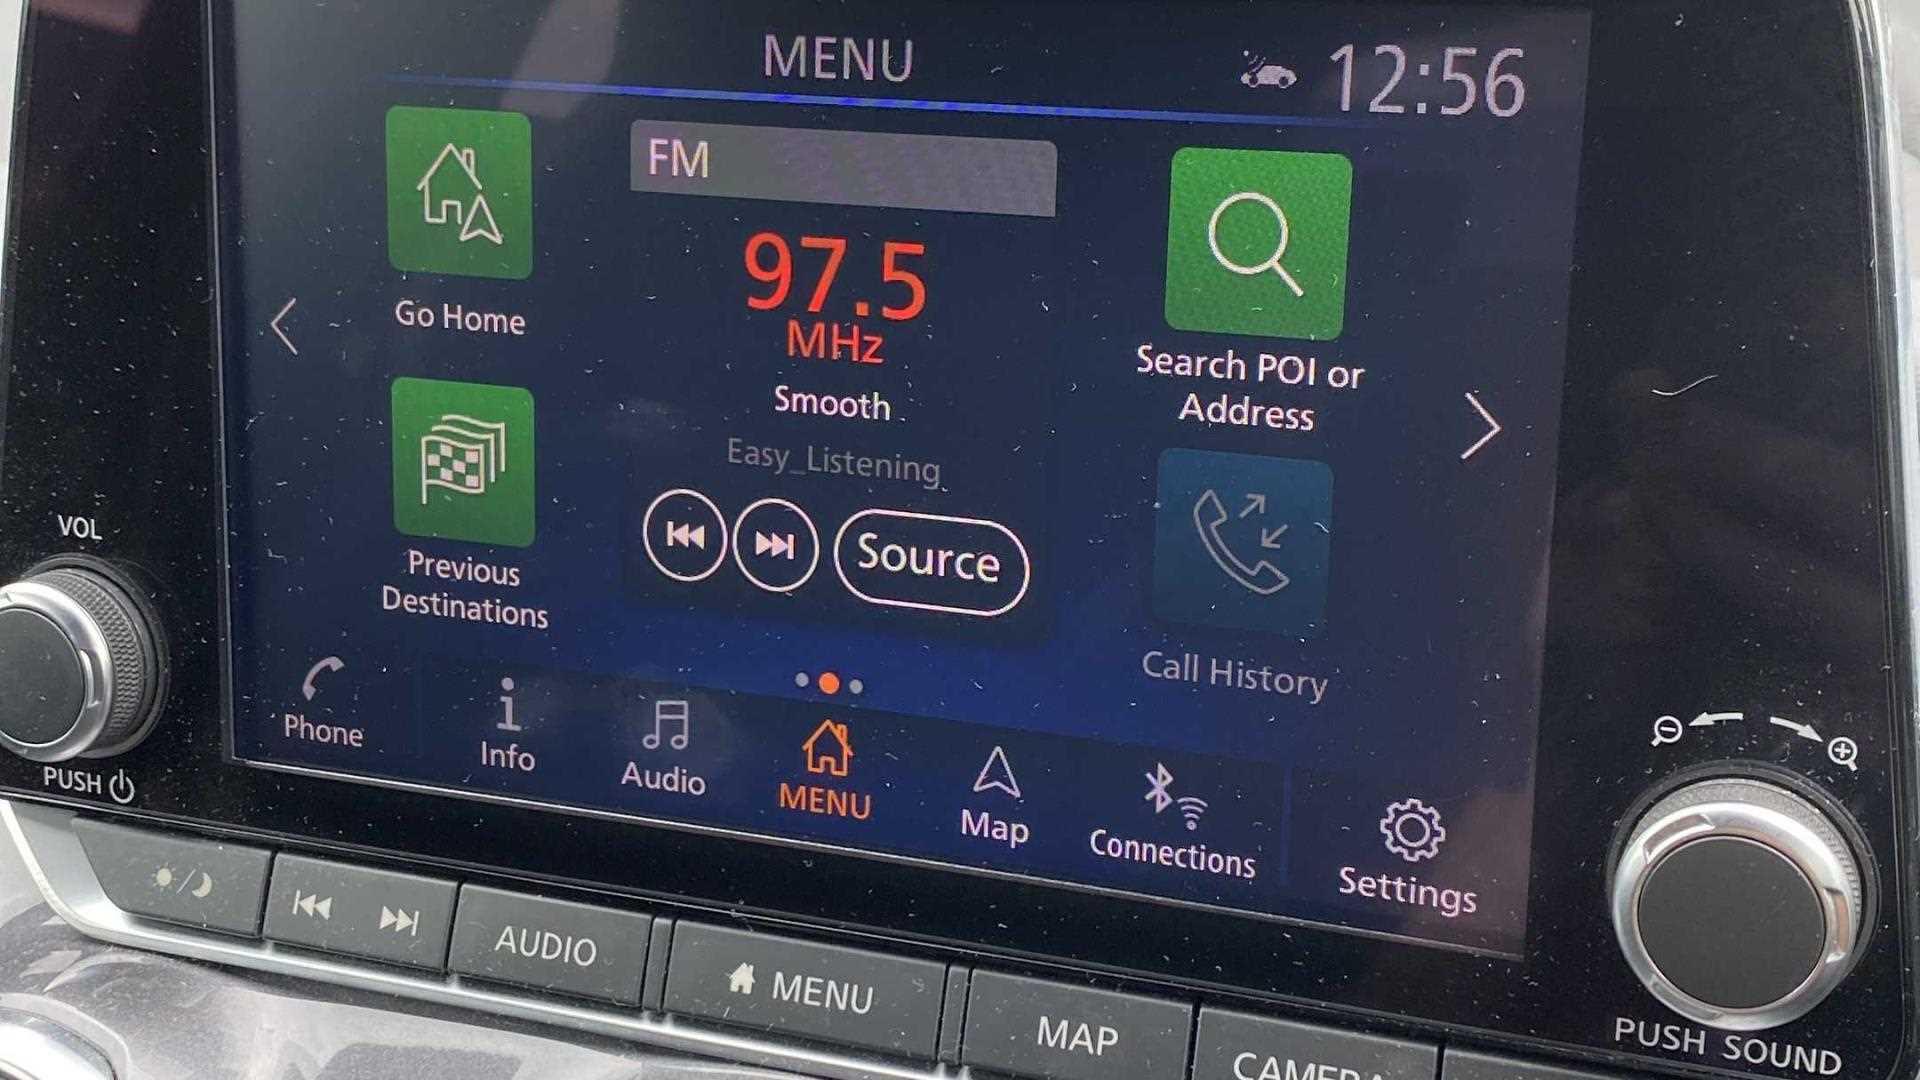 MENU
12:56
FM
97.5
MHz
Smooth
Easy_Listening
Source
Go Home
Previous
Destinations
Search POI or
Address
Call History
Phone
Info
Audio
MENU
Map
Connections
Settings
VOL
PUSH
AUDIO
MENU
MAP
CAMERA
PUSH SOUND